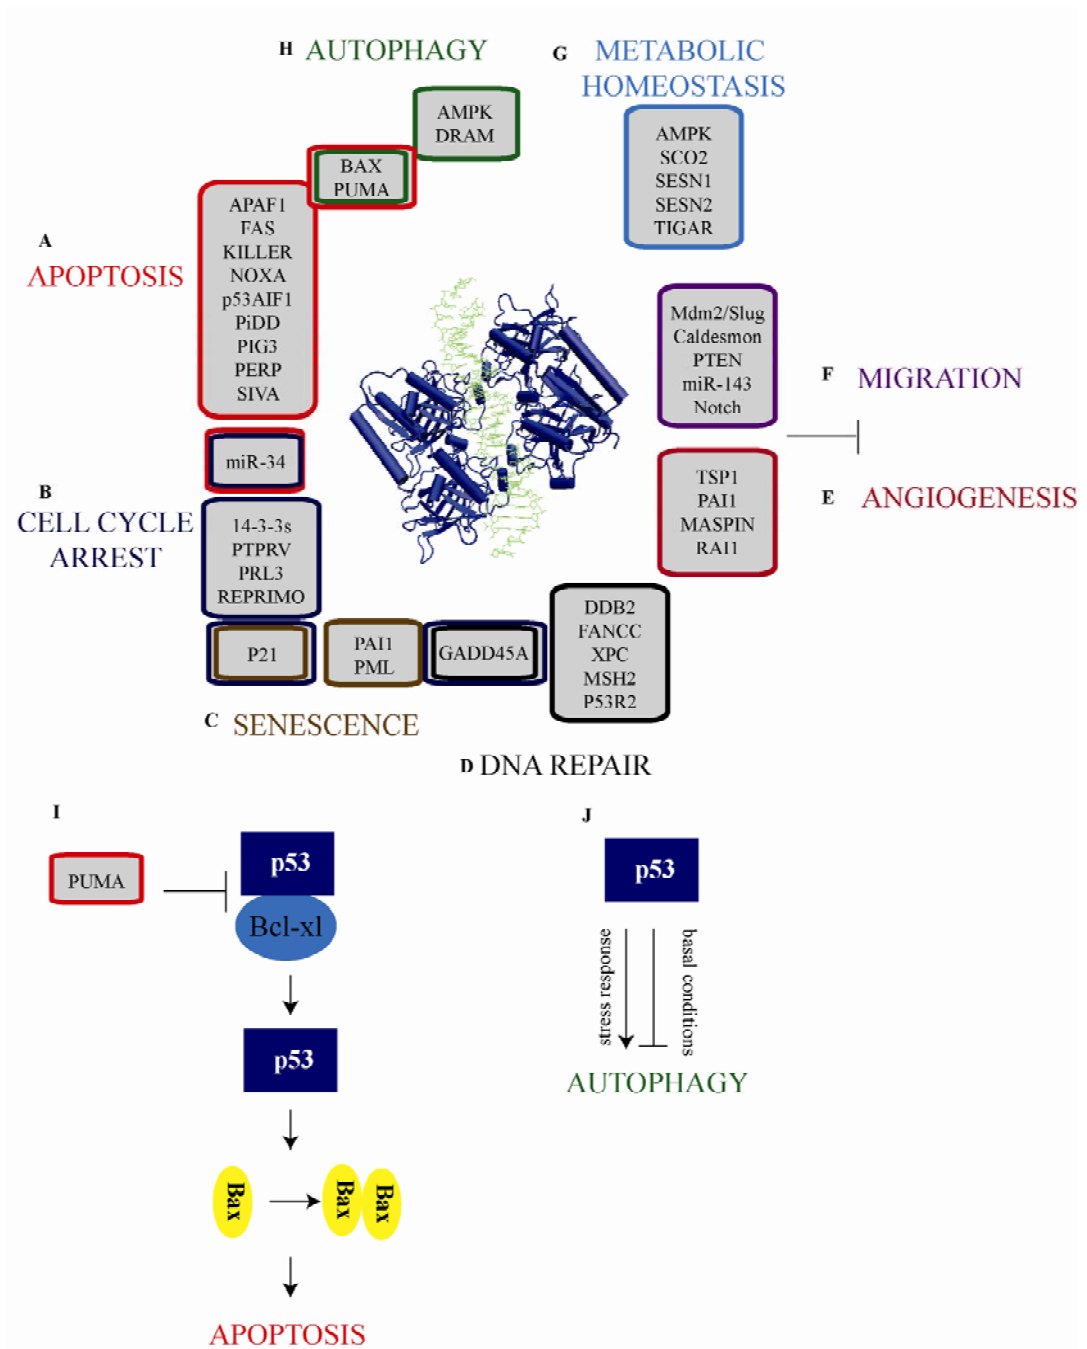 H AUTOPHAGY
G METABOLIC
HOMEOSTASIS
AMPK
DRAM
BAX
PUMA
AMPK
SCO2
SESN1
SESN2
TIGAR
A
APOPTOSIS
APAF1
FAS
KILLER
NOXA
p53AIF1
PiDD
PIG3
PERP
SIVA
Mdm2/Slug
Caldesmon
PTEN
miR-143
Notch
F MIGRATION
miR-34
B
CELL CYCLE
ARREST
14-3-3s
PTPRV
PRL3
REPRIMO
TSP1
PAI1
MASPIN
RAI1
E ANGIOGENESIS
P21
PAI1
PML
GADD45A
DDB2
FANCC
XPC
MSH2
P53R2
C SENESCENCE
D DNA REPAIR
I
PUMA
p53
Bcl-xl
p53
Bax
Bax
Bax
APOPTOSIS
J
p53
stress response
basal conditions
AUTOPHAGY